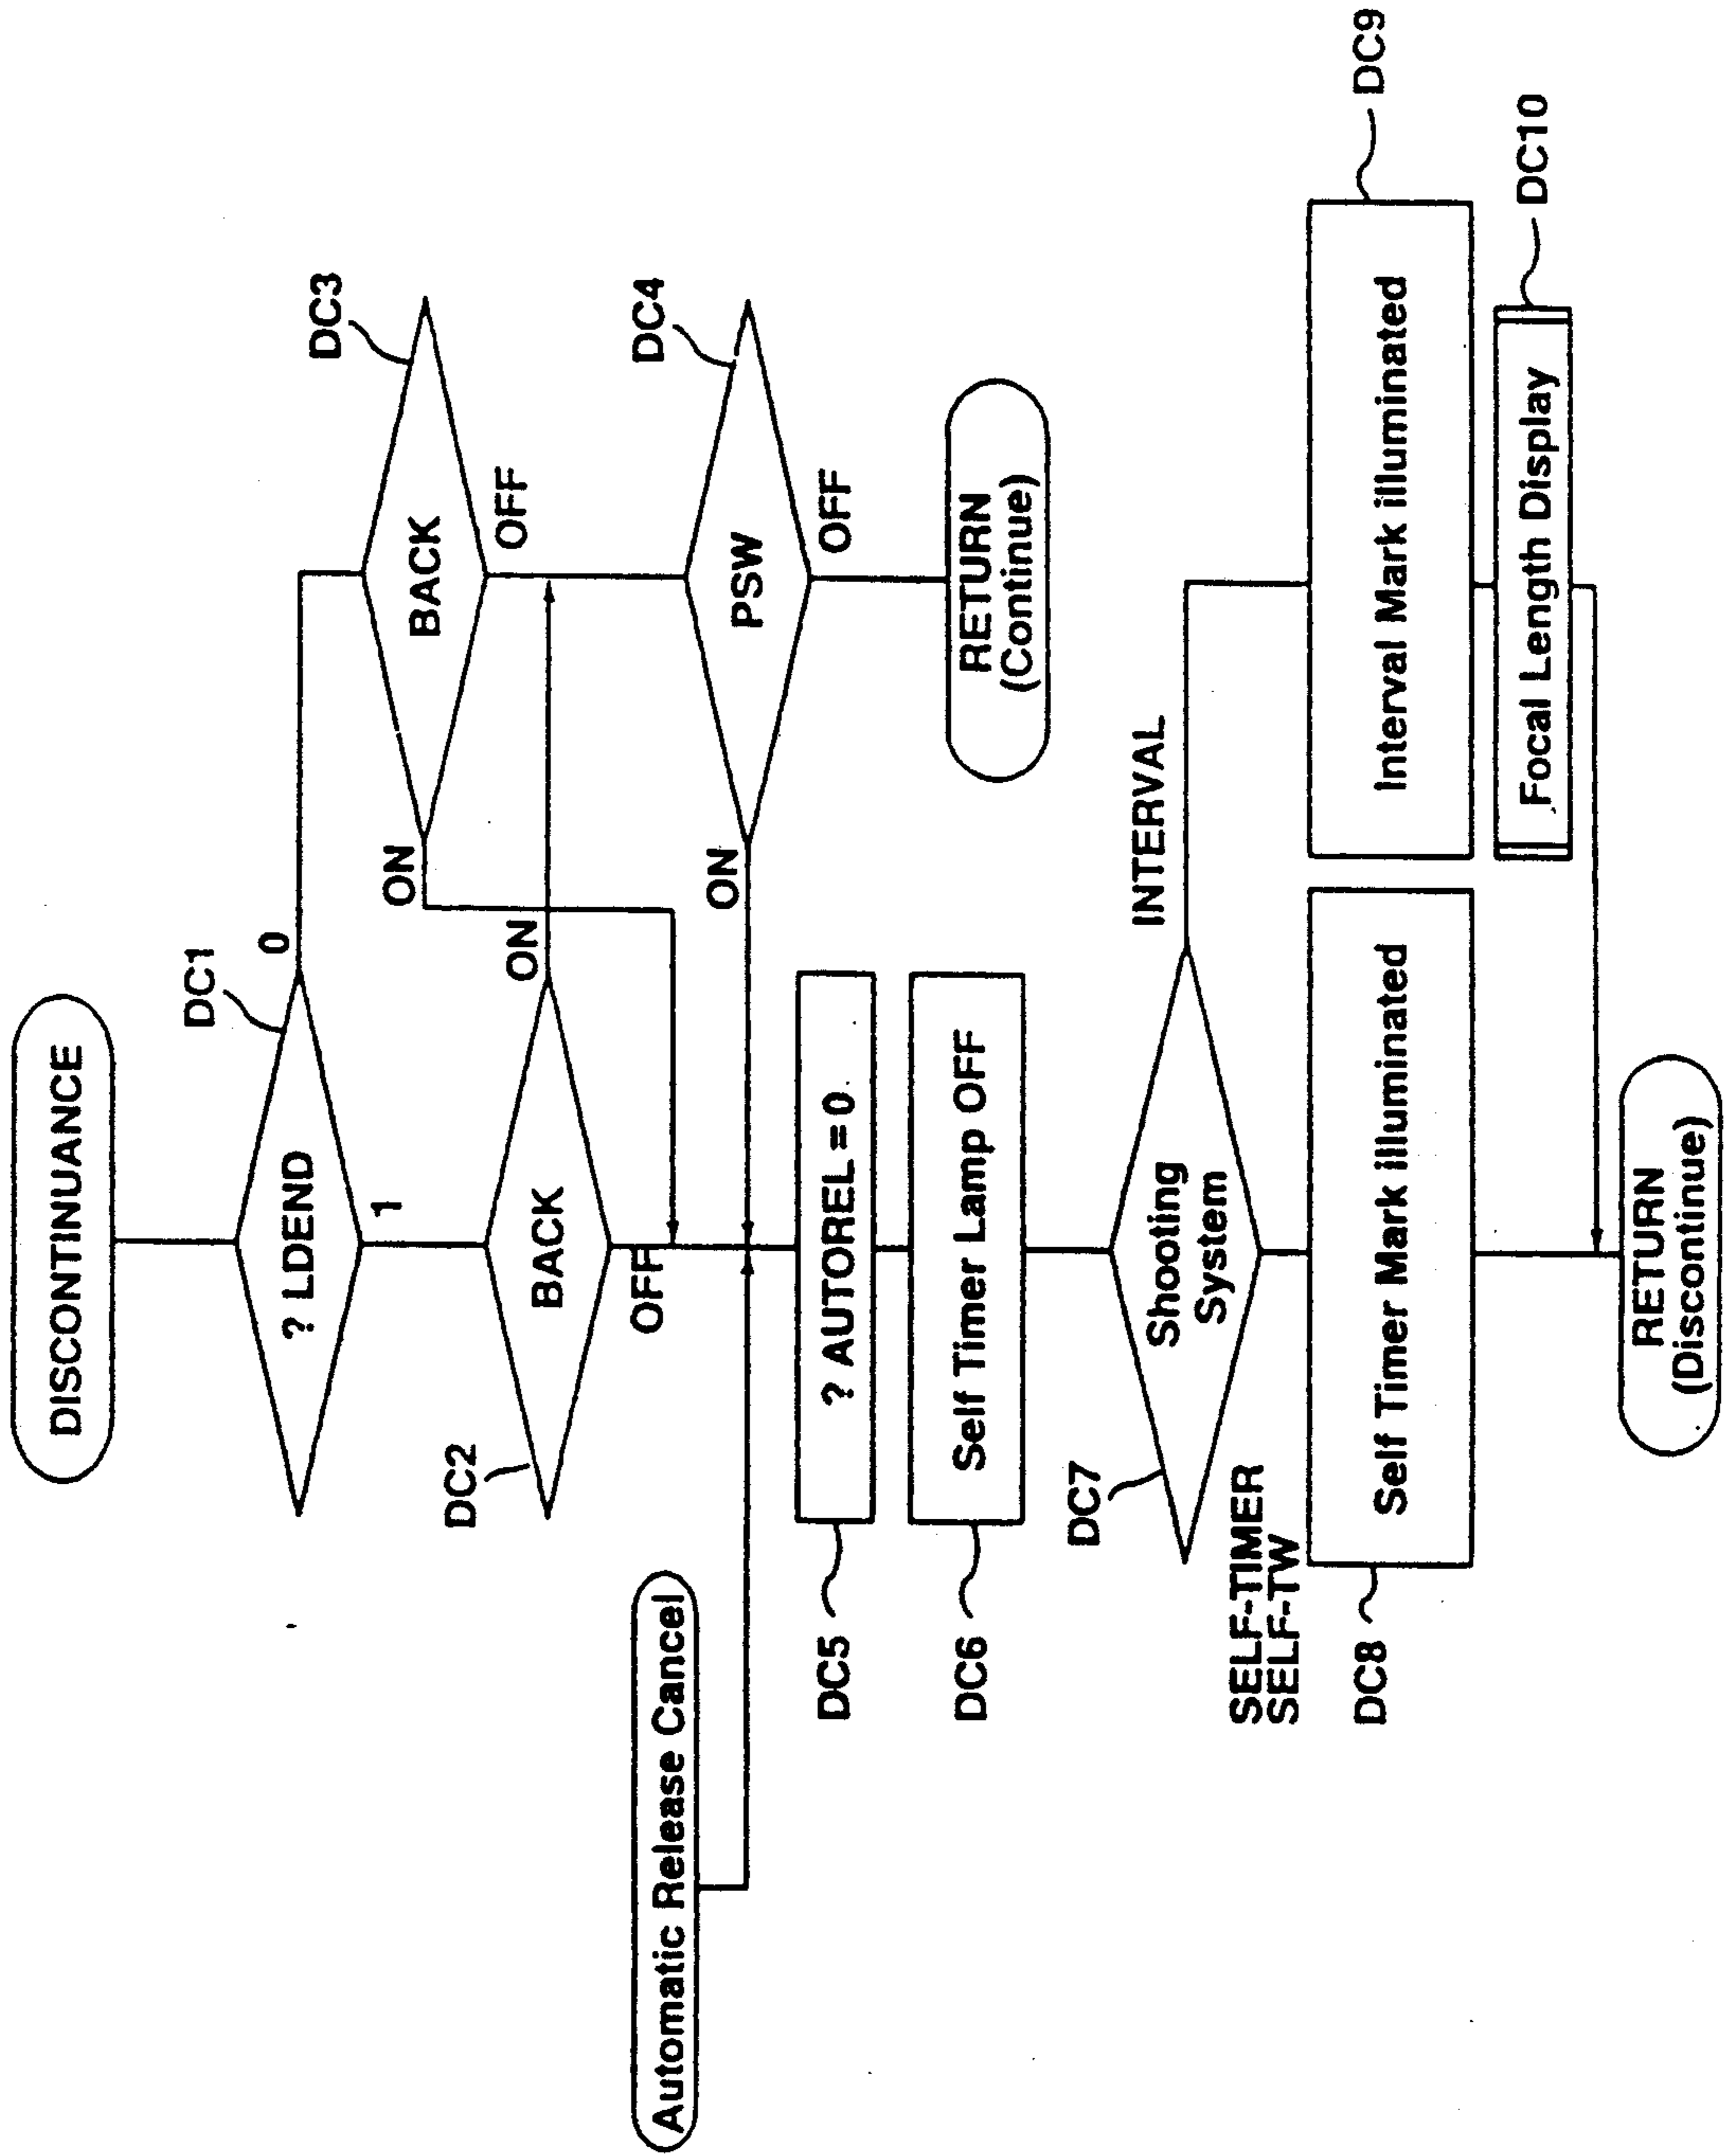 DISCONTINUANCE
DC1
? LDEND
0
1
DC3
BACK
ON
OFF
DC2
BACK
ON
OFF
DC4
PSW
ON
OFF
RETURN
(Continue)
Automatic Release Cancel
DC5
? AUTOREL = 0
DC6
Self Timer Lamp OFF
DC7
Shooting
System
INTERVAL
SELF-TIMER
SELF-TW
DC8
Self Timer Mark illuminated
DC9
Interval Mark illuminated
DC10
Focal Length Display
RETURN
(Discontinue)